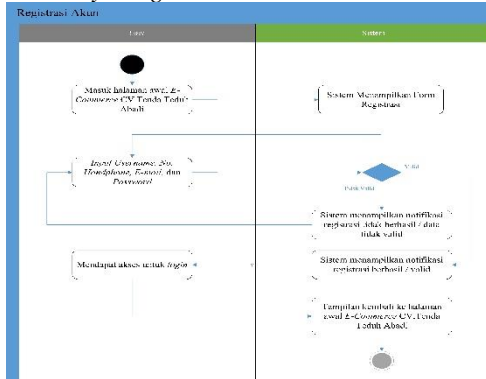 Registrasi Akun
User
Sistem
Masuk halaman awal E-
Commerce CV Tenda Teduh
Abadi
Sistem Menampilkan Form
Registrasi
Input Username, No.
Handphone, E-mail, dan
Password
Valid
Tidak Valid
Sistem menampilkan notifikasi
registrasi tidak berhasil / data
tidak valid
Sistem menampilkan notifikasi
registrasi berhasil / valid
Mendapat akses untuk login
Tampilan kembali ke halaman
awal E-Commerce CV.Tenda
Teduh Abadi